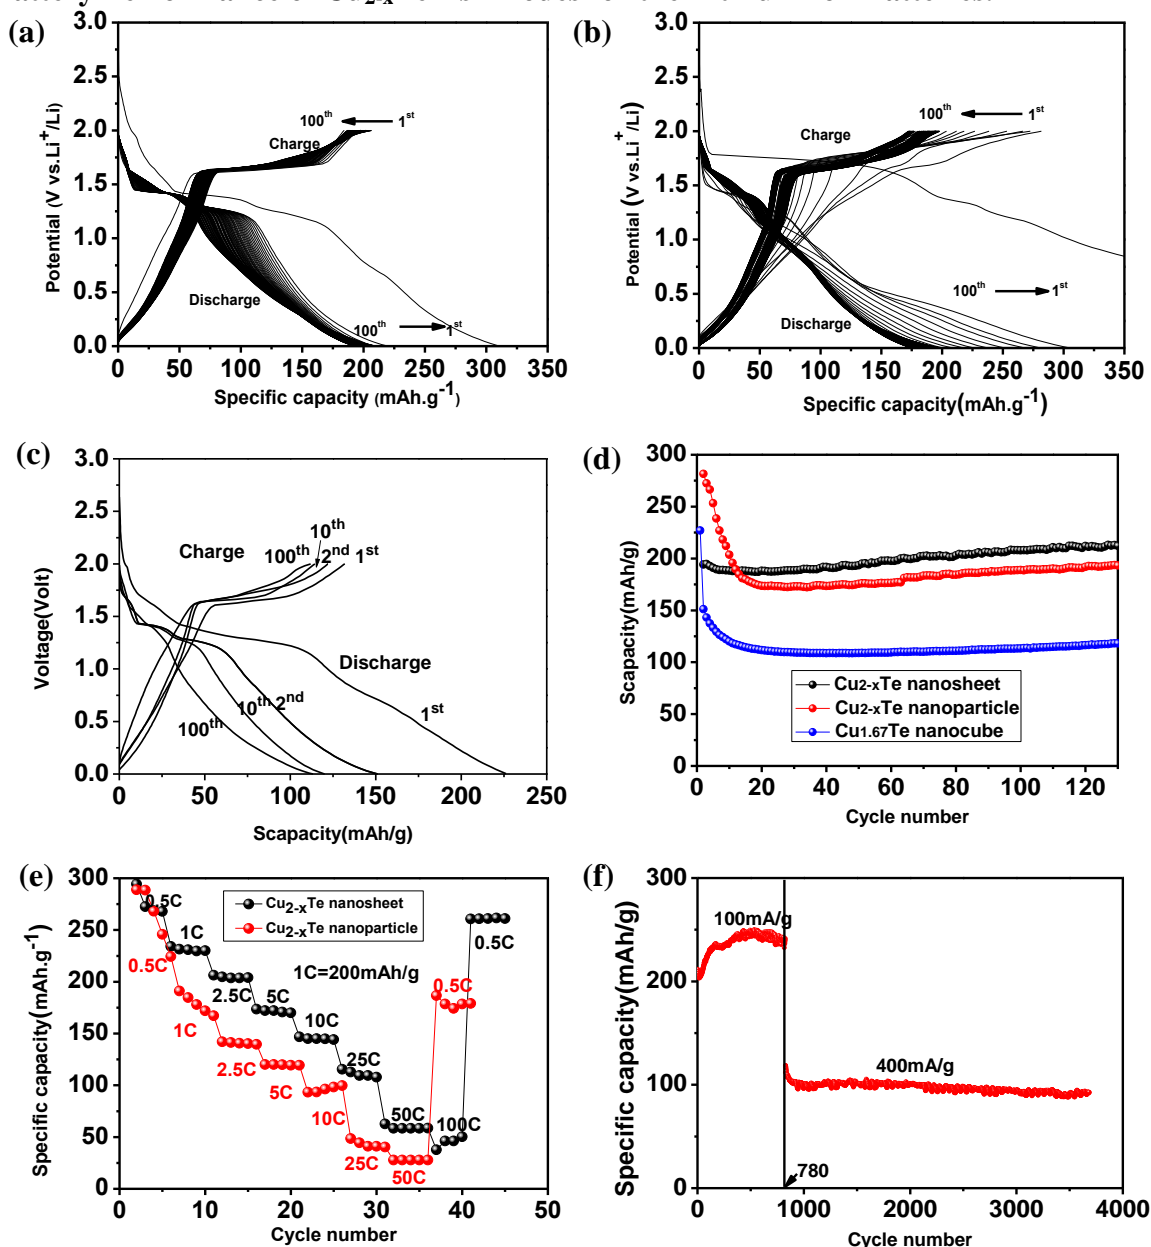 (a)
3.0
2.5
2.0
1.5
1.0
0.5
0.0
Potential (V vs.Li+/Li)
100th
1st
Charge
Discharge
100th
1st
0 50 100 150 200 250 300 350
Specific capacity (mAh.g-1)
(b)
3.0
2.5
2.0
1.5
1.0
0.5
0.0
Potential (V vs.Li+/Li)
100th
1st
Charge
100th
1st
Discharge
0 50 100 150 200 250 300 350
Specific capacity(mAh.g-1)
(c)
3.0
2.5
2.0
1.5
1.0
0.5
0.0
Voltage(Volt)
10th
Charge
100th
2nd
1st
Discharge
100th
10th
2nd
1st
0 50 100 150 200 250
Scapacity(mAh/g)
(d)
300
250
200
150
100
50
0
Scapacity(mAh/g)
Cu2-xTe nanosheet
Cu2-xTe nanoparticle
Cu1.67Te nanocube
0 20 40 60 80 100 120
Cycle number
(e)
300
250
200
150
100
50
0
Specific capacity(mAh.g-1)
Cu2-xTe nanosheet
Cu2-xTe nanoparticle
1C=200mAh/g
0.5C
1C
2.5C
5C
10C
25C
50C
100C
0.5C
0.5C
1C
2.5C
5C
10C
25C
50C
0.5C
0 10 20 30 40 50
Cycle number
(f)
300
200
100
0
Specific capacity(mAh/g)
100mA/g
400mA/g
780
0 1000 2000 3000 4000
Cycle number